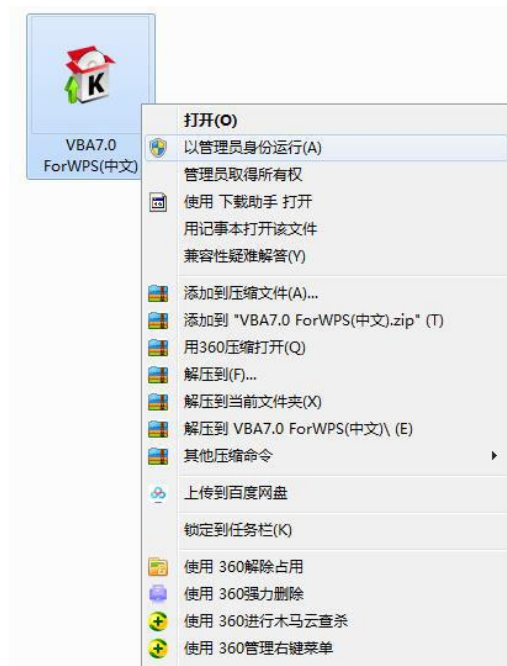 K
VBA7.0
ForWPS(中文)
打开(O)
以管理员身份运行(A)
管理员取得所有权
使用 下载助手 打开
用记事本打开该文件
兼容性疑难解答(Y)
添加到压缩文件(A)...
添加到 "VBA7.0 ForWPS(中文).zip" (T)
用360压缩打开(Q)
解压到(F)...
解压到当前文件夹(X)
解压到 VBA7.0 ForWPS(中文)\ (E)
其他压缩命令
上传到百度网盘
锁定到任务栏(K)
使用 360解除占用
使用 360强力删除
使用 360进行木马云查杀
使用 360管理右键菜单